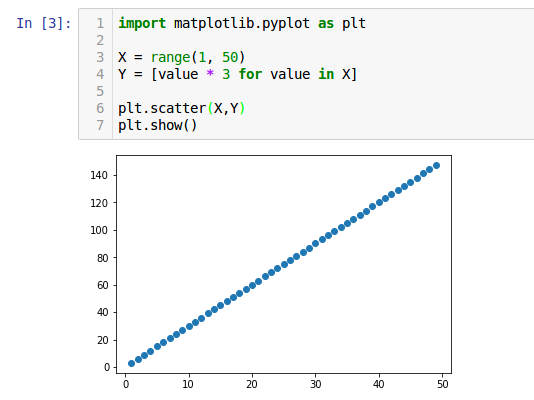 In [3]:
1 import matplotlib.pyplot as plt
2
3 X = range(1, 50)
4 Y = [value * 3 for value in X]
5
6 plt.scatter(X,Y)
7 plt.show()
140
120
100
80
60
40
20
0
0 10 20 30 40 50